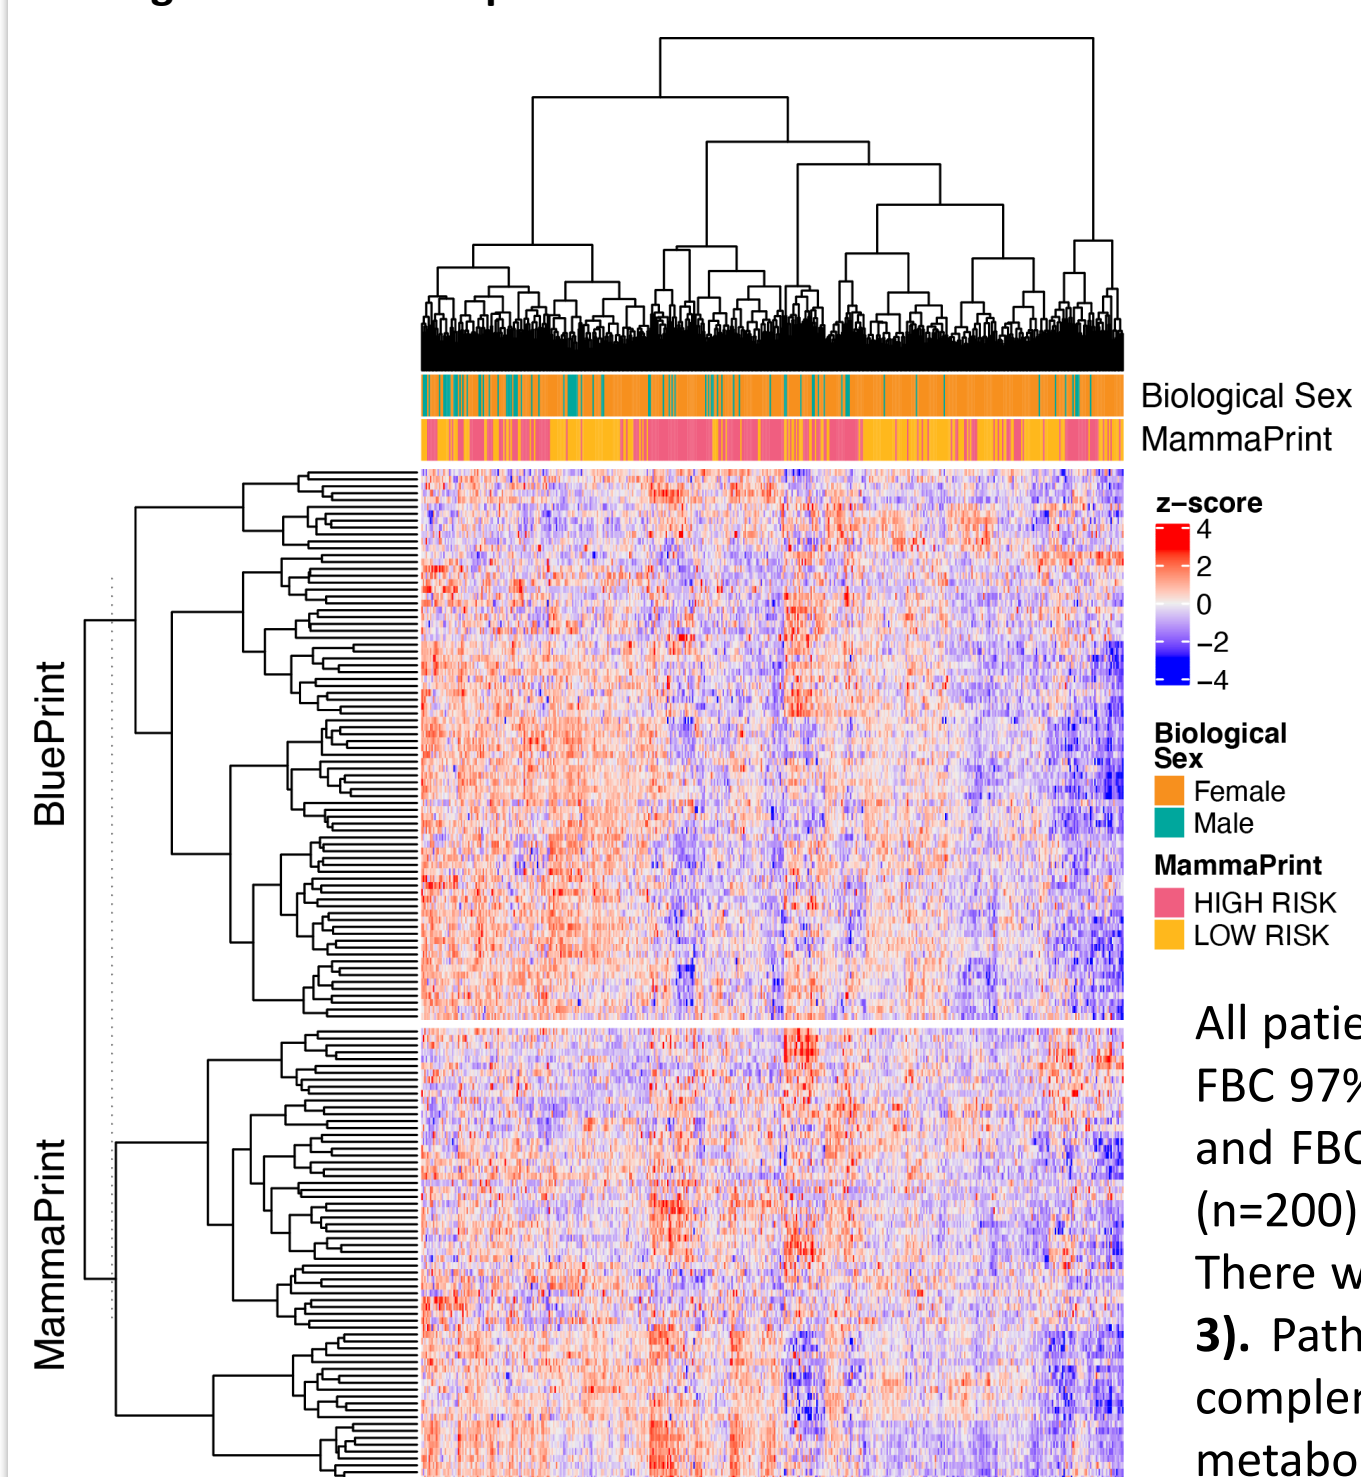 Biological Sex
MammaPrint
z−score
4
2
0
−2
−4
Biological
Sex
Female
Male
MammaPrint
HIGH RISK
LOW RISK
BluePrint
MammaPrint
All patie
FBC 97%
and FBC
(n=200)
There w
3). Path
complem
metabo